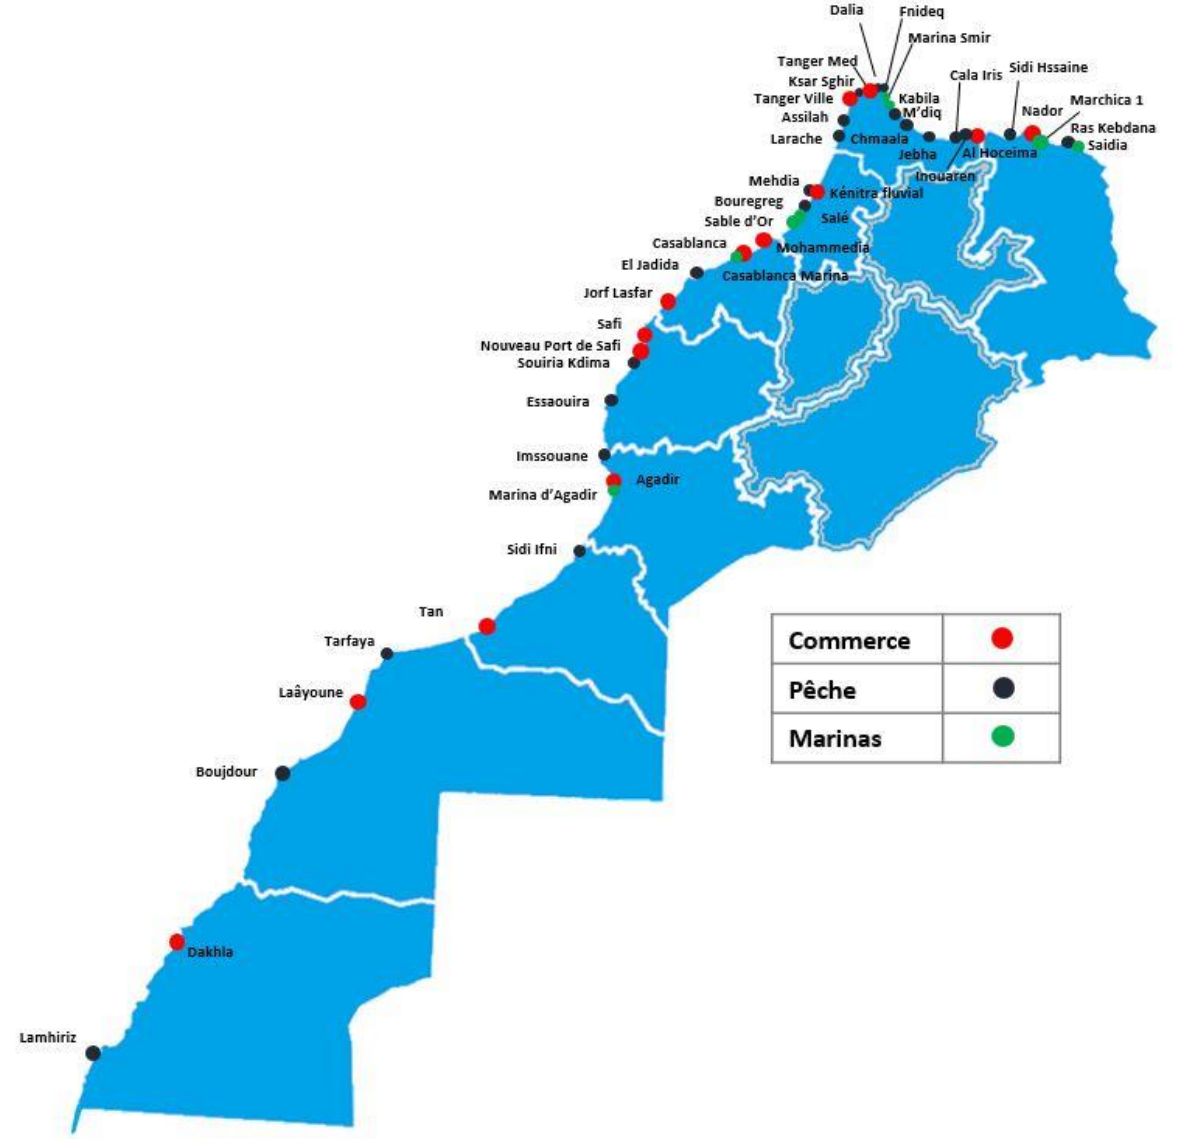 Dalia
Fnideq
Marina Smir
Tanger Med
Cala Iris
Sidi Hssaine
Ksar Sghir
Tanger Ville
Kabila
Marchica 1
Nador
M'diq
Assilah
Ras Kebdana
Larache
Chmaala
Saidia
Jebha
Al Hoceima
Inouaren
Mehdia
Kénitra fluvial
Bouregreg
Salé
Sable d'Or
Casablanca
Mohammedia
El Jadida
Casablanca Marina
Jorf Lasfar
Safi
Nouveau Port de Safi
Souiria Kdima
Essaouira
Imssouane
Agadir
Marina d'Agadir
Sidi Ifni
Tan
Tarfaya
Commerce
Laâyoune
Pêche
Marinas
Boujdour
Dakhla
Lamhiriz